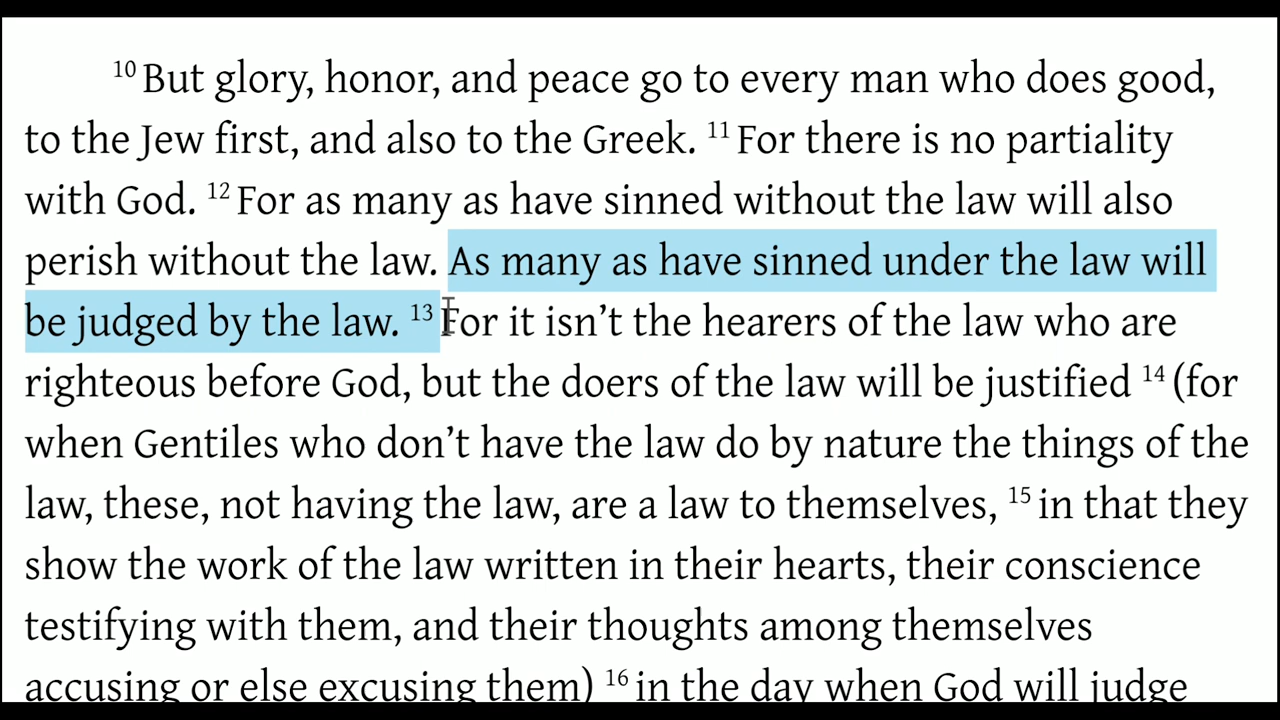 10 But glory, honor, and peace go to every man who does good,
to the Jew first, and also to the Greek. 11 For there is no partiality
with God. 12 For as many as have sinned without the law will also
perish without the law. As many as have sinned under the law will
be judged by the law. 13 For it isn’t the hearers of the law who are
righteous before God, but the doers of the law will be justified 14 (for
when Gentiles who don’t have the law do by nature the things of the
law, these, not having the law, are a law to themselves, 15 in that they
show the work of the law written in their hearts, their conscience
testifying with them, and their thoughts among themselves
accusing or else excusing them) 16 in the day when God will judge